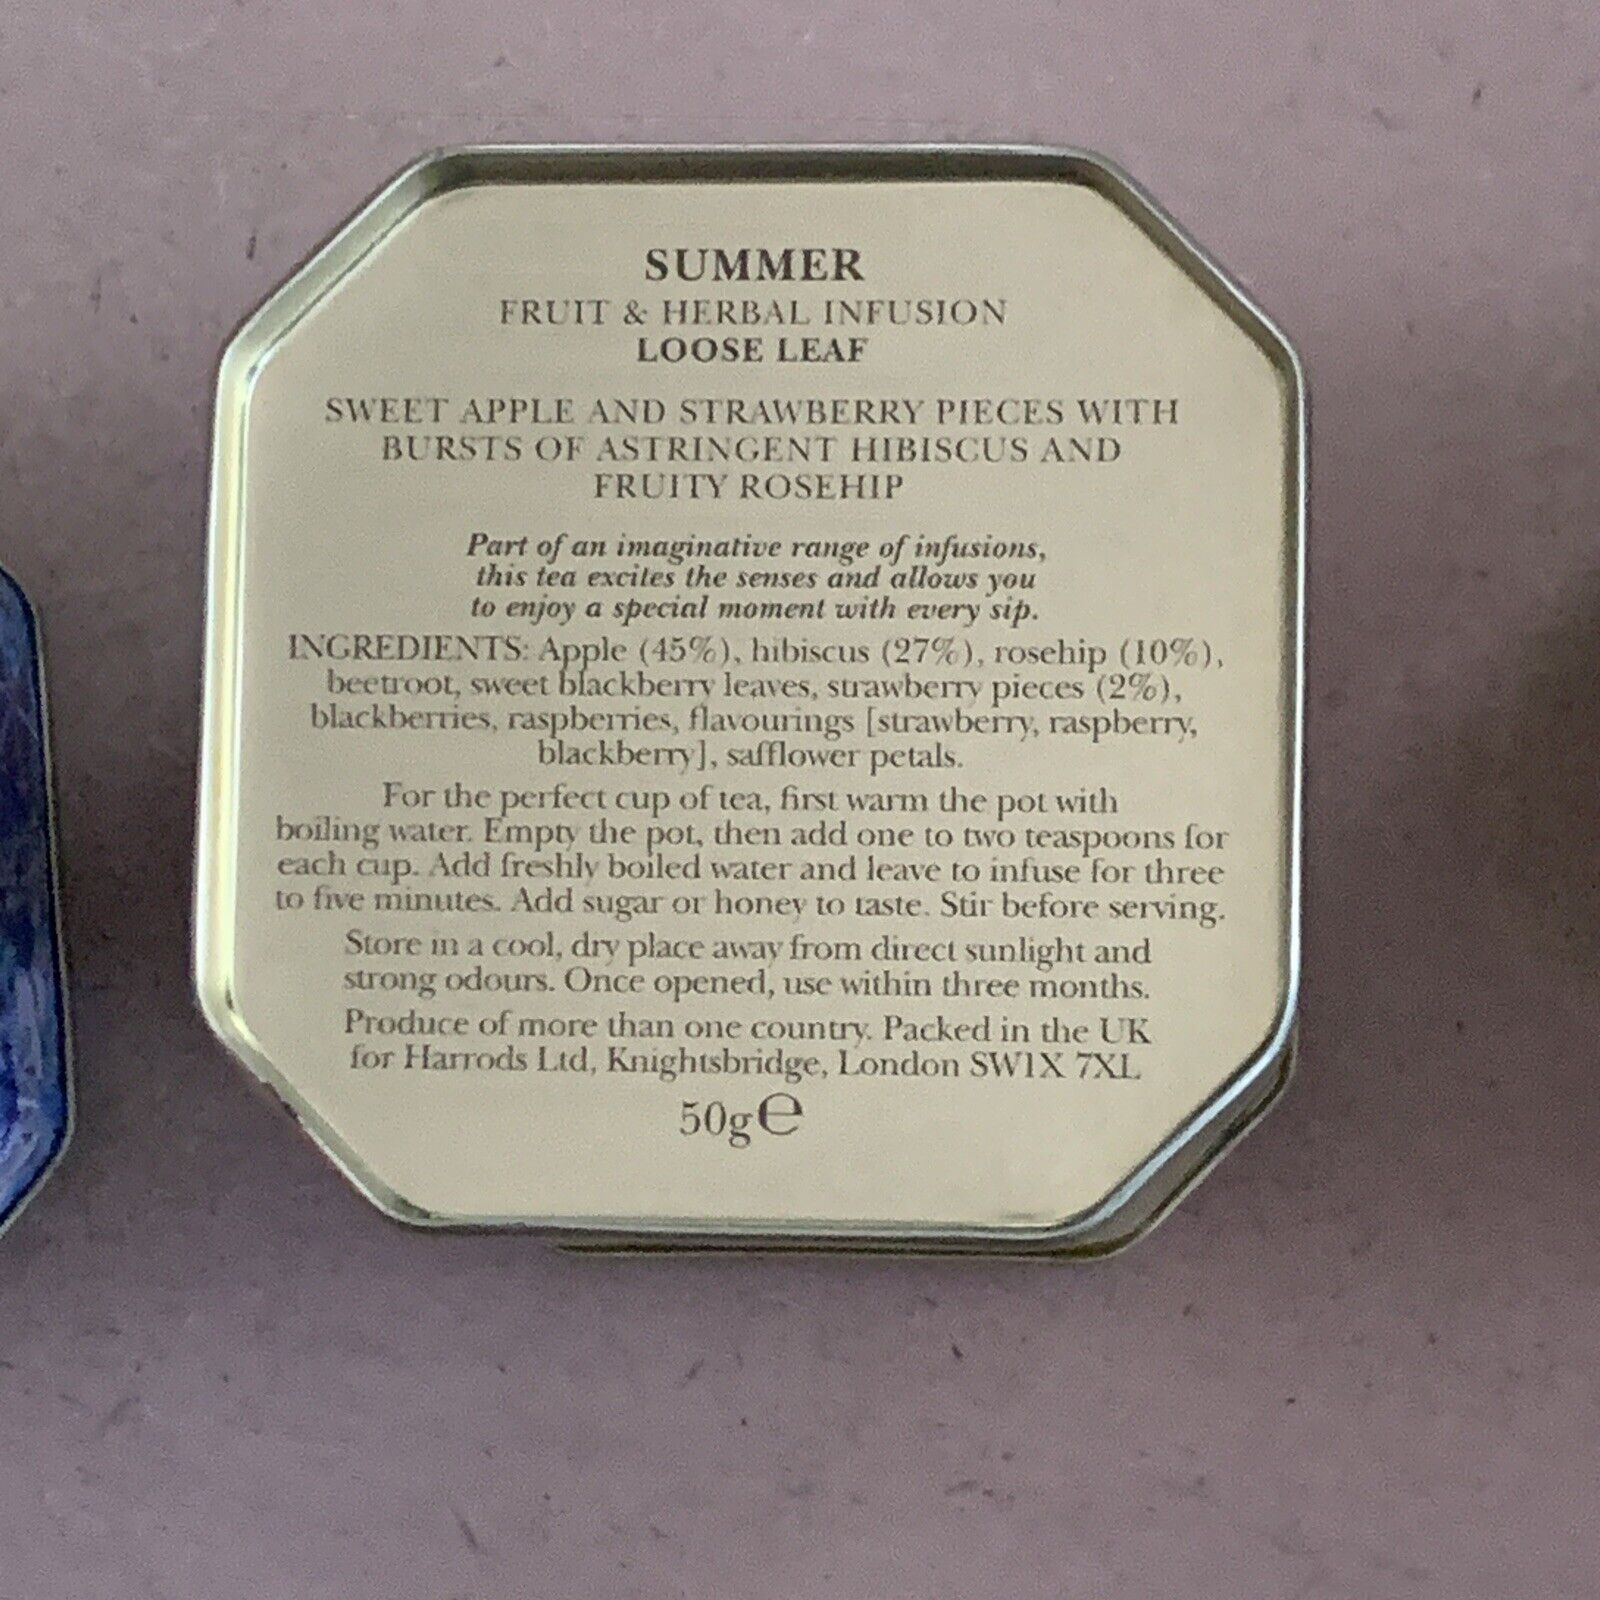 SUMMER
FRUIT & HERBAL INFUSION
LOOSE LEAF
SWEET APPLE AND STRAWBERRY PIECES WITH
BURSTS OF ASTRINGENT HIBISCUS AND
FRUITY ROSEHIP
Part of an imaginative range of infusions,
this tea excites the senses and allows you
to enjoy a special moment with every sip.
INGREDIENTS: Apple (45%), hibiscus (27%), rosehip (10%),
beetroot, sweet blackberry leaves, strawberry pieces (2%),
blackberries, raspberries, flavourings [strawberry, raspberry,
blackberry], safflower petals.
For the perfect cup of tea, first warm the pot with
boiling water. Empty the pot, then add one to two teaspoons for
each cup. Add freshly boiled water and leave to infuse for three
to five minutes. Add sugar or honey to taste. Stir before serving.
Store in a cool, dry place away from direct sunlight and
strong odours. Once opened, use within three months.
Produce of more than one country. Packed in the UK
for Harrods Ltd, Knightsbridge, London SW1X 7XL
50g℮